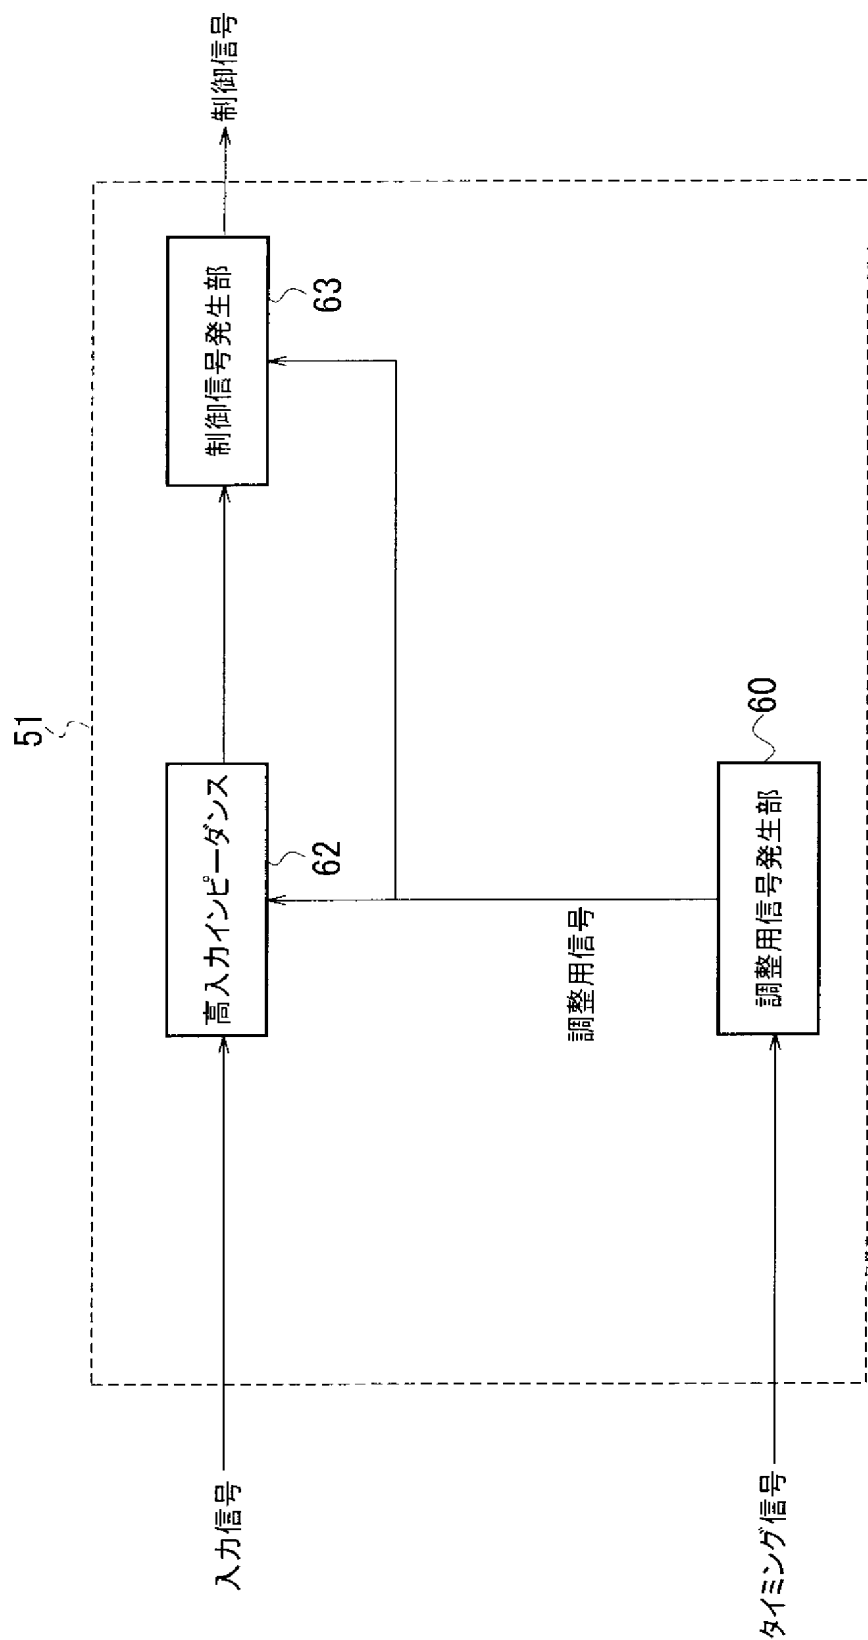 51
入力信号
高入力インピーダンス
62
制御信号発生部
63
制御信号
調整用信号
タイミング信号
調整用信号発生部
60